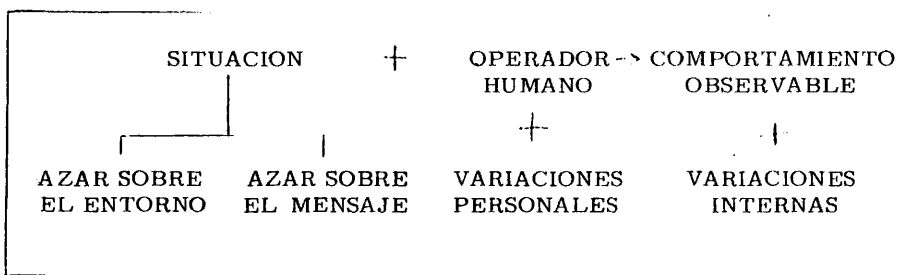 SITUACION + OPERADOR -> COMPORTAMIENTO
HUMANO OBSERVABLE
+ +
AZAR SOBRE AZAR SOBRE VARIACIONES VARIACIONES
EL ENTORNO EL MENSAJE PERSONALES INTERNAS